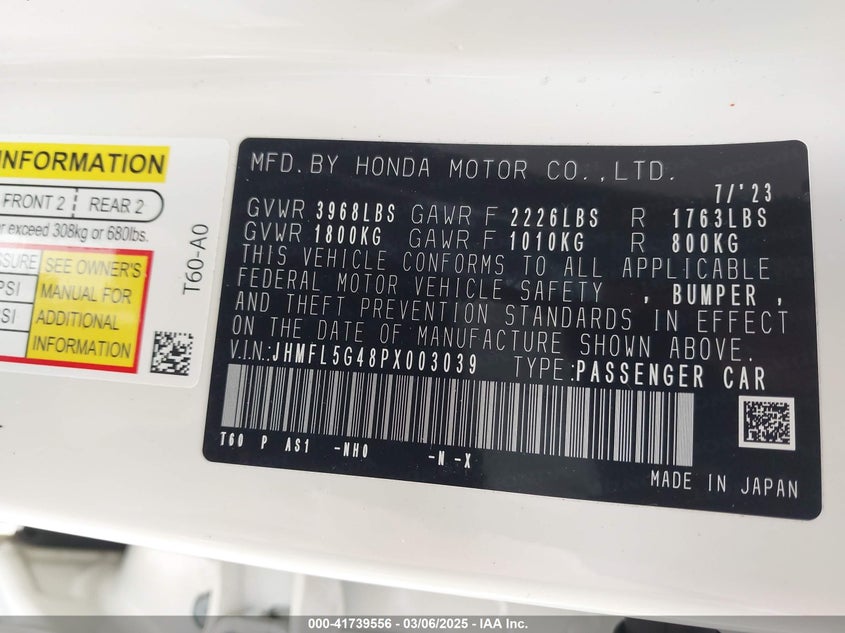 INFORMATION
FRONT 2 REAR 2
exceed 308kg or 680lbs.
SEE OWNER'S
MANUAL FOR
ADDITIONAL
INFORMATION
T60-A0
MFD.BY HONDA MOTOR CO.,LTD.
7/'23
GVWR 3968LBS GAWR F 2226LBS R 1763LBS
GVWR 1800KG GAWR F 1010KG R 800KG
THIS VEHICLE CONFORMS TO ALL APPLICABLE
FEDERAL MOTOR VEHICLE SAFETY , BUMPER ,
AND THEFT PREVENTION STANDARDS IN EFFECT
ON THE DATE OF MANUFACTURE SHOWN ABOVE.
V.I.N:JHMFL5G48PX003039 TYPE:PASSENGER CAR
T60 P AS1 -NH0 -N -X
MADE IN JAPAN
000-41739556 - 03/06/2025 - IAA Inc.